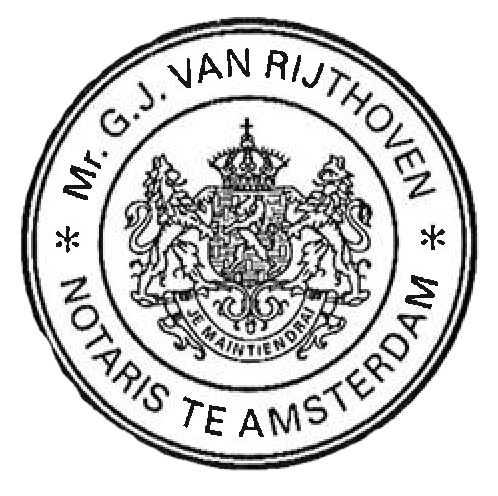 Mr. G.J. VAN RIJTHOVEN
* NOTARIS TE AMSTERDAM *
JE MAINTIENDRAI